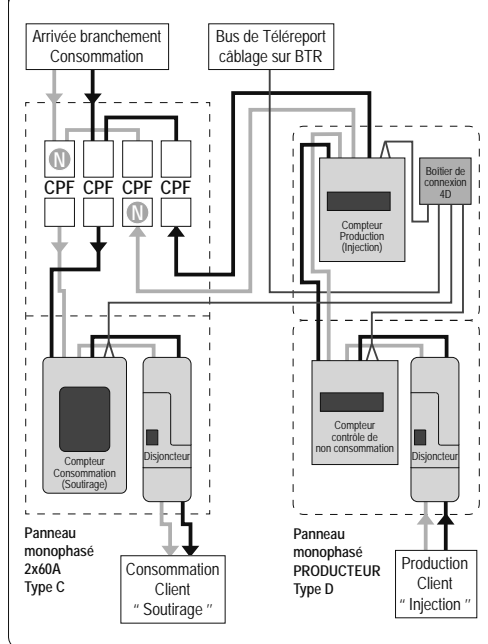 Arrivée branchement
Consommation
Bus de Téléreport
câblage sur BTR
N
CPF CPF CPF CPF
N
Compteur
Production
(Injection)
Boitier de
connexion
4D
Compteur
Consommation
(Soutirage)
Disjoncteur
Compteur
contrôle de
non consommation
Disjoncteur
Panneau
monophasé
2x60A
Type C
Consommation
Client
“ Soutirage ”
Panneau
monophasé
PRODUCTEUR
Type D
Production
Client
“ Injection ”